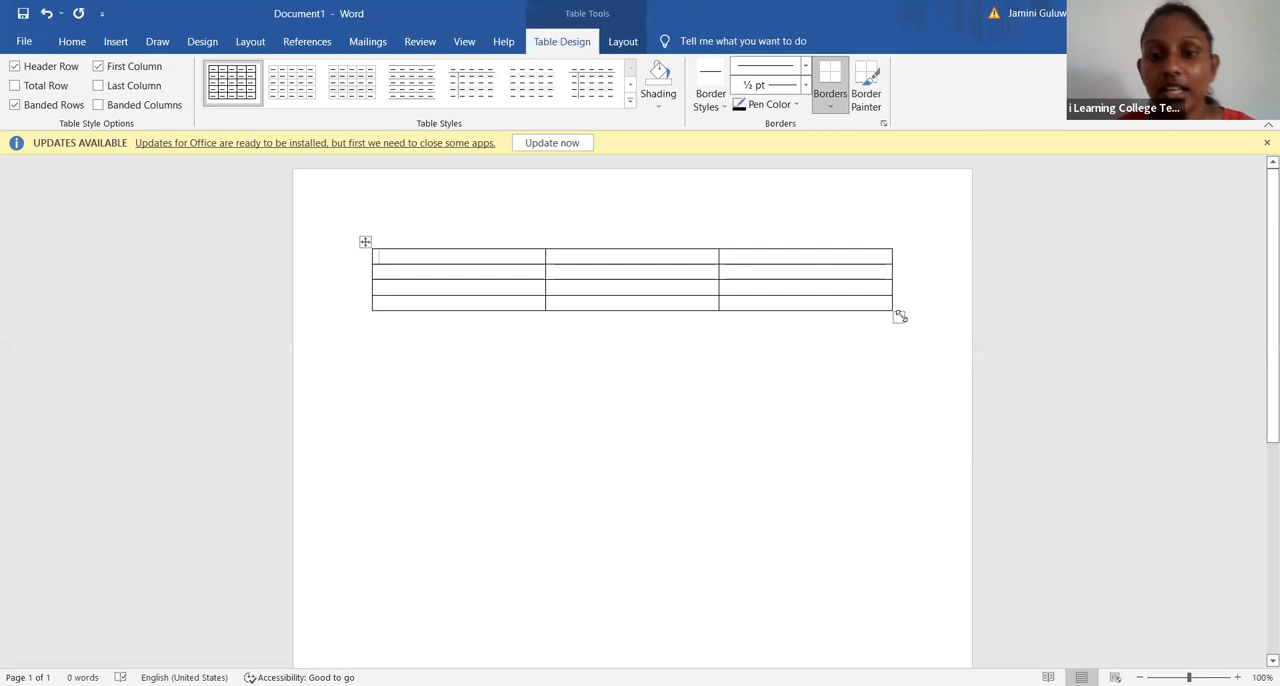 Document1 - Word
Table Tools
Jamini Guluw
File Home Insert Draw Design Layout References Mailings Review View Help Table Design Layout Tell me what you want to do
Header Row First Column
Total Row Last Column
Banded Rows Banded Columns
Table Style Options
Table Styles
Shading
Border Styles
½ pt
Pen Color
Borders
Border Painter
Borders
i Learning College Te...
UPDATES AVAILABLE Updates for Office are ready to be installed, but first we need to close some apps. Update now
Page 1 of 1 0 words English (United States) Accessibility: Good to go 100%